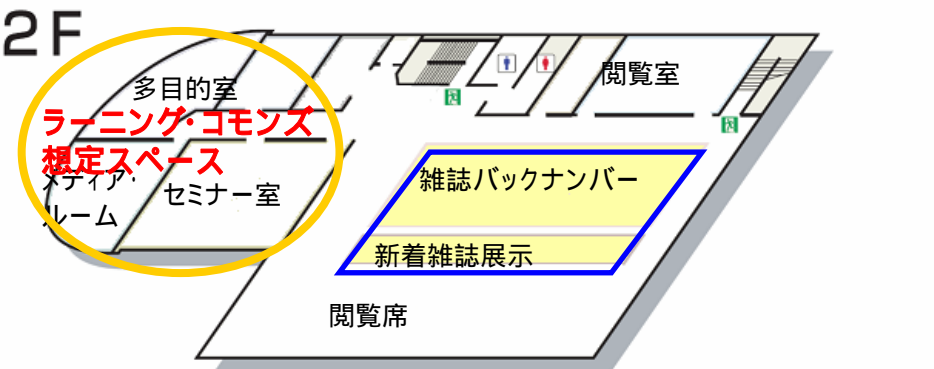 2F
多目的室
閲覧室
ラーニング・コモンズ
想定スペース
メディア・
ルーム
セミナー室
雑誌バックナンバー
新着雑誌展示
閲覧席